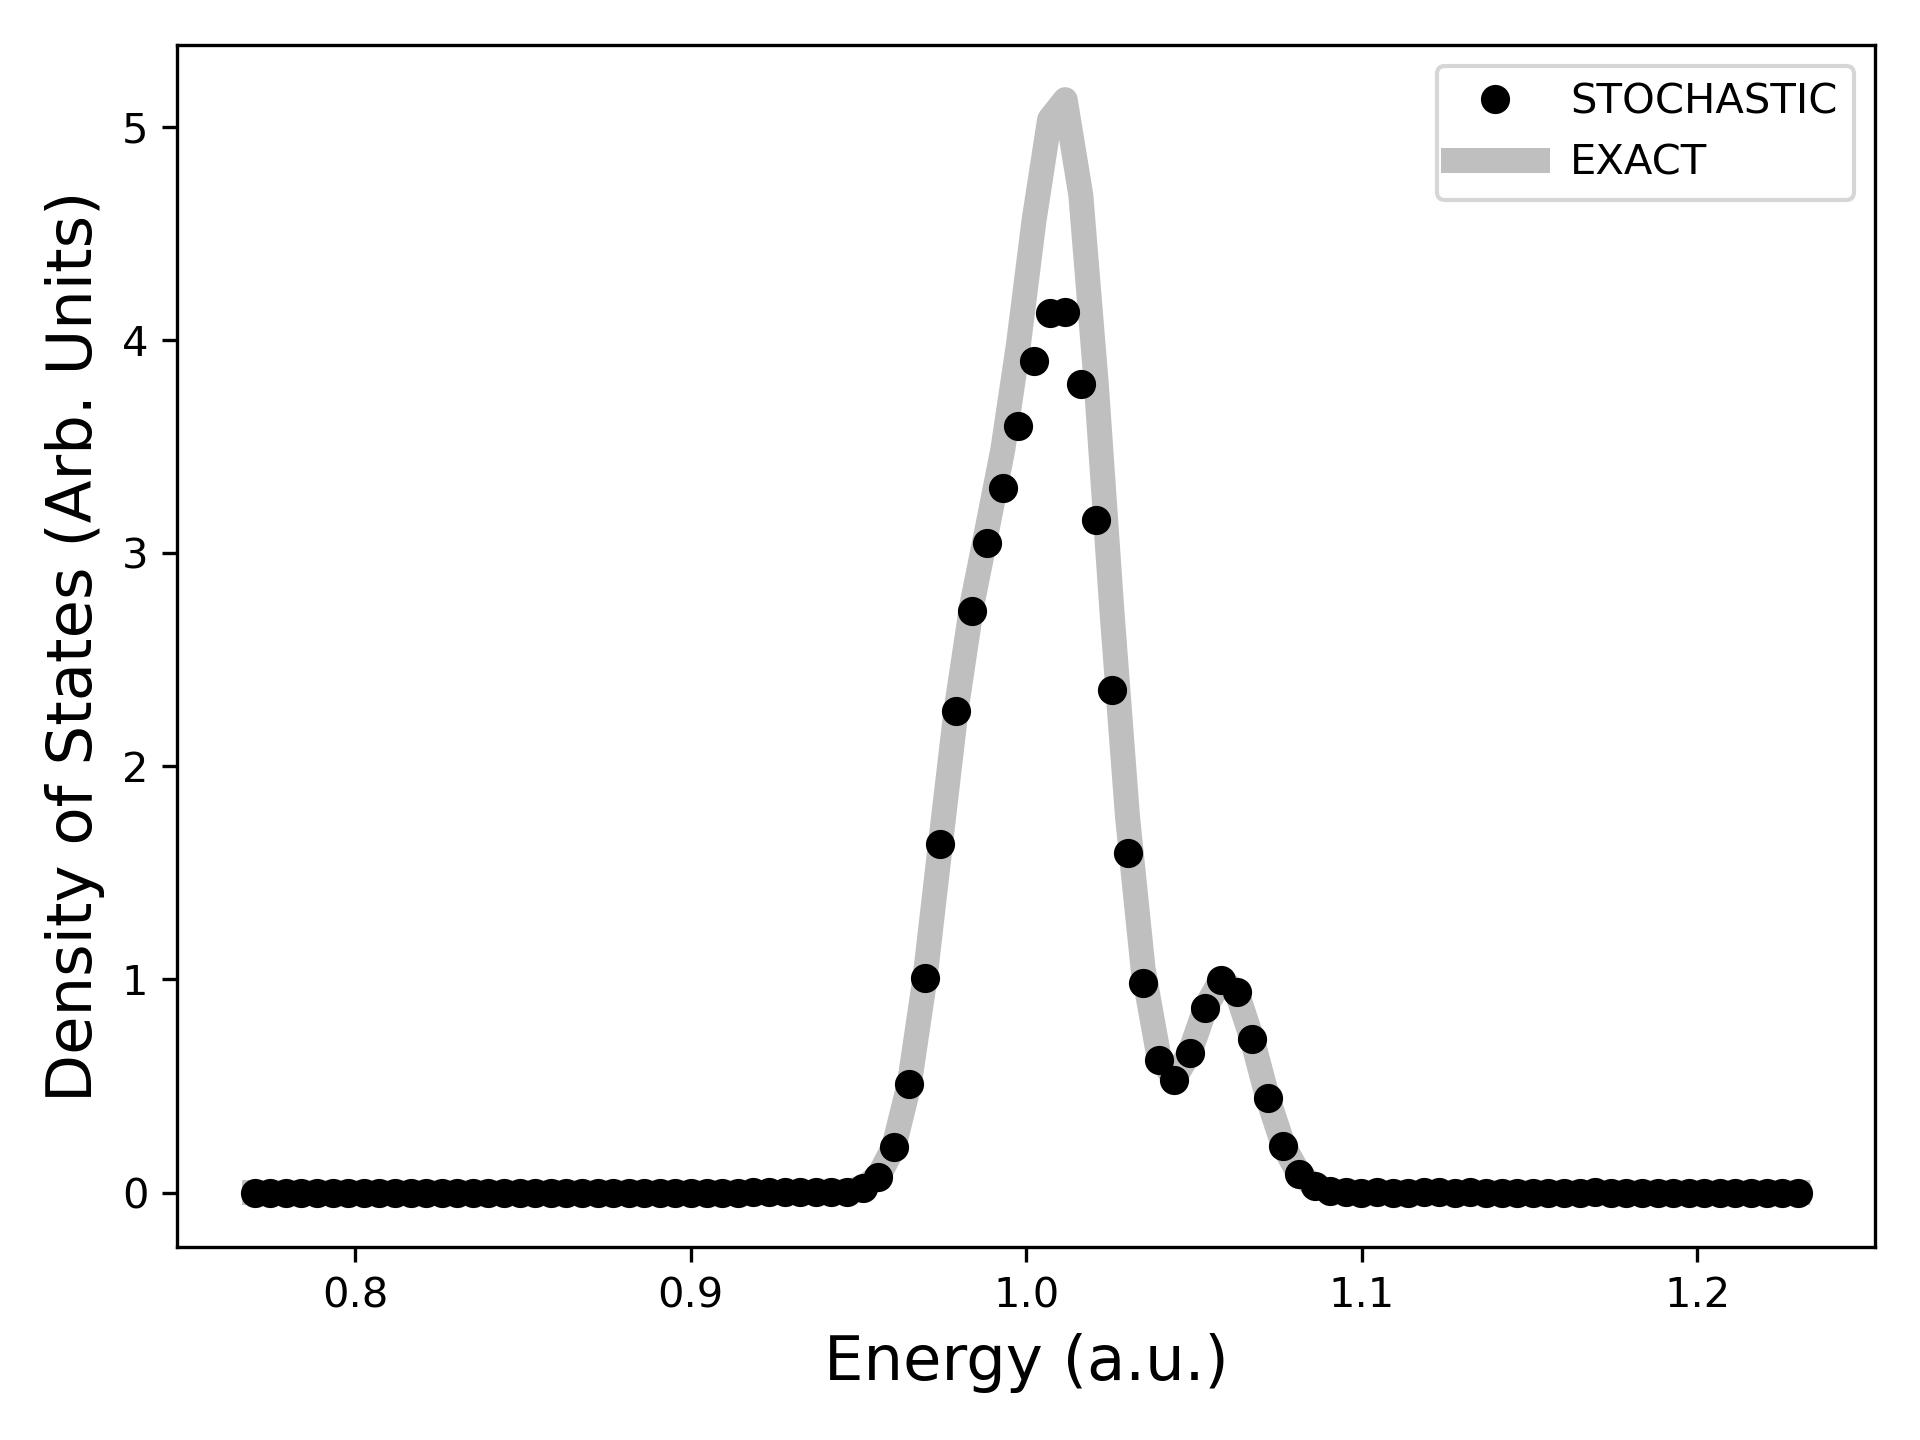 STOCHASTIC
EXACT
Density of States (Arb. Units)
5
4
3
2
1
0
0.8
0.9
1.0
1.1
1.2
Energy (a.u.)